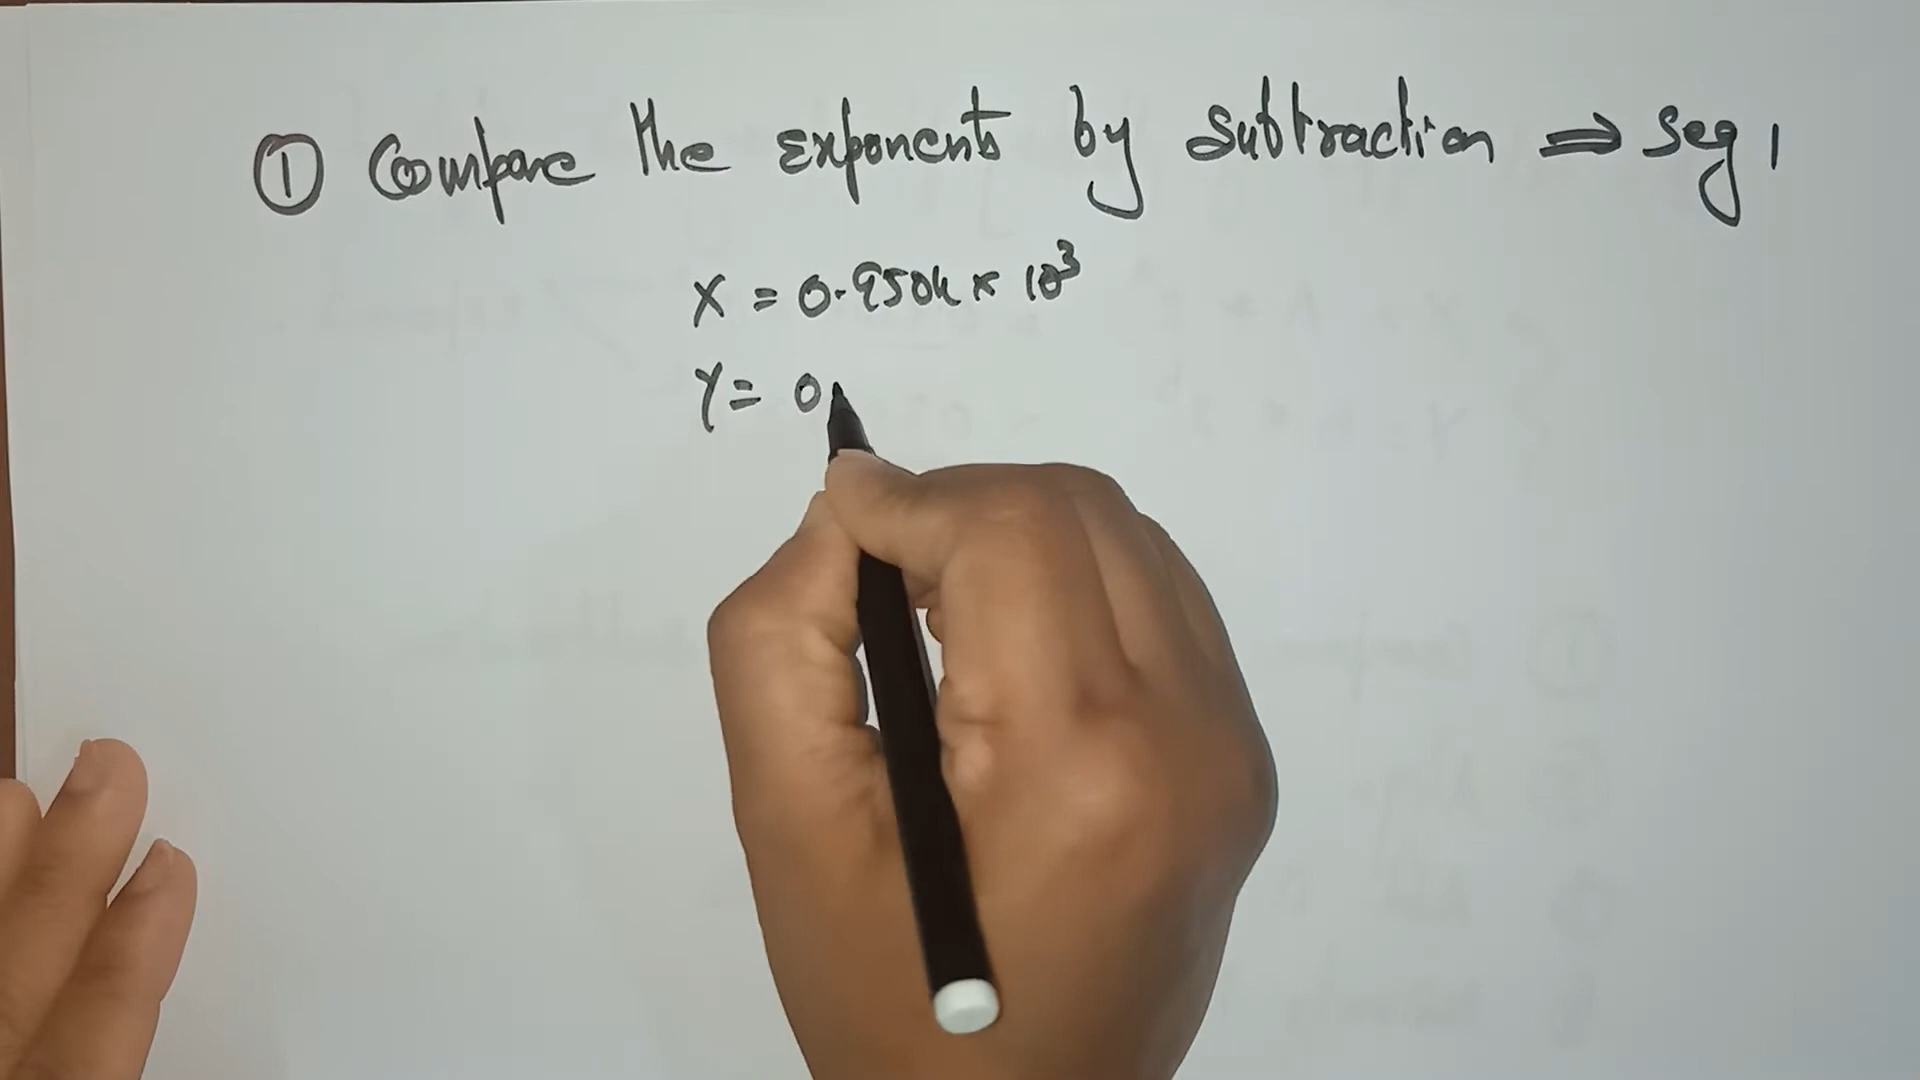 ① Compare the exponents by subtraction ⇒ seg 1
X = 0.9504 × 10³
Y = 0.